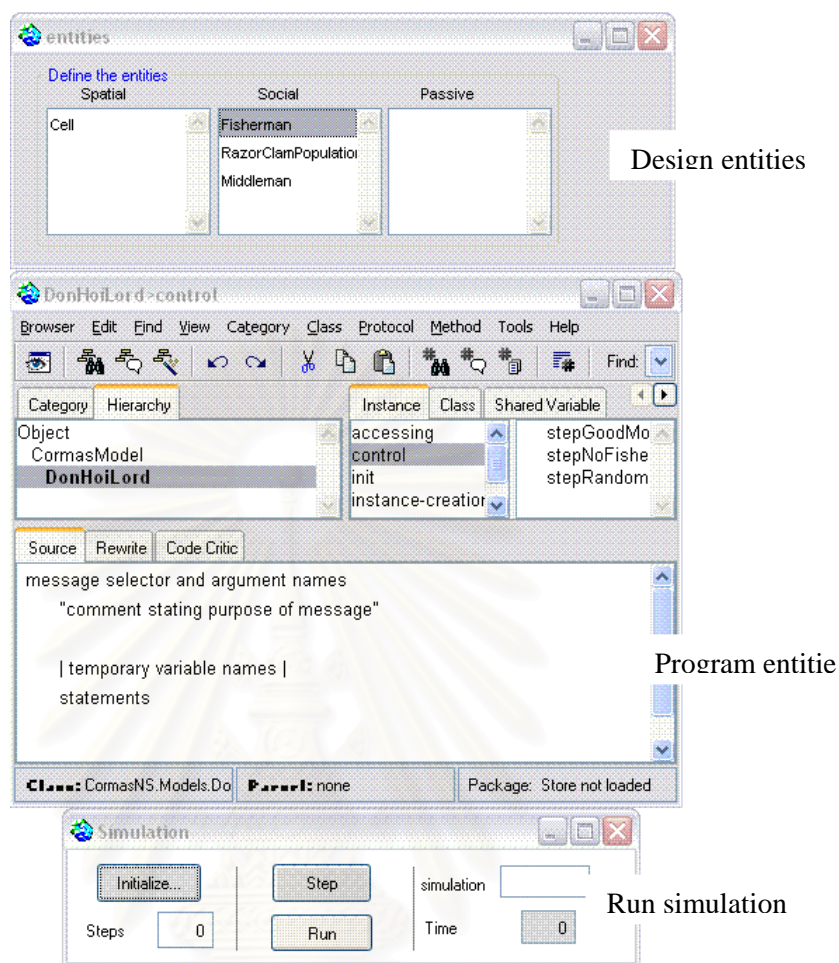 entities
Define the entities
Spatial Social Passive
Cell
Fisherman
RazorClamPopulation
Middleman
Design entities
DonHoiLord>control
Browser Edit Find View Category Class Protocol Method Tools Help
Find:
Category Hierarchy Instance Class Shared Variable
Object
CormasModel
DonHoiLord
accessing
control
init
instance-creation
stepGoodMo
stepNoFishe
stepRandom
Source Rewrite Code Critic
message selector and argument names
"comment stating purpose of message"
| temporary variable names |
statements
Program entitie
Class: CormasNS.Models.Do Parcel: none Package: Store not loaded
Simulation
Initialize... Step simulation
Run simulation
Steps 0 Run Time 0